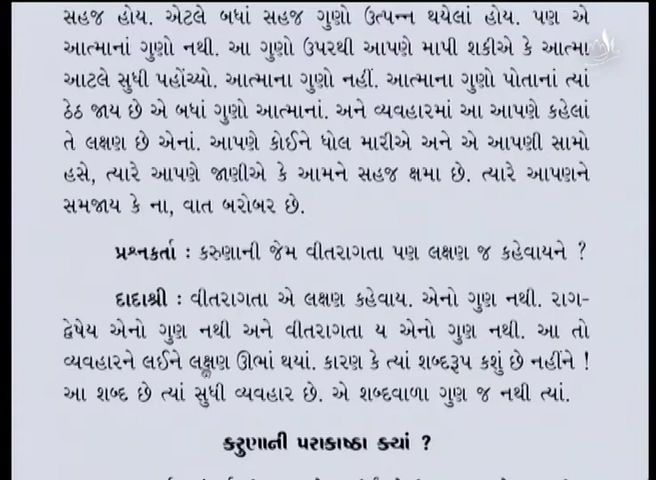 સહજ હોય. એટલે બધાં સહજ ગુણો ઉત્પન્ન થયેલાં હોય. પણ એ
આત્માનાં ગુણો નથી. આ ગુણો ઉપરથી આપણે માપી શકીએ કે આત્મા
આટલે સુધી પહોંચ્યો. આત્માના ગુણો નહીં. આત્માના ગુણો પોતાનાં ત્યાં
ઠેઠ જાય છે એ બધાં ગુણો આત્માનાં. અને વ્યવહારમાં આ આપણે કહેલાં
તે લક્ષણ છે એનાં. આપણે કોઈને ધોલ મારીએ અને એ આપણી સામો
હસે, ત્યારે આપણે જાણીએ કે આમને સહજ ક્ષમા છે. ત્યારે આપણને
સમજાય કે ના, વાત બરોબર છે.
પ્રશ્નકર્તા : કરુણાની જેમ વીતરાગતા પણ લક્ષણ જ કહેવાયને ?
દાદાશ્રી : વીતરાગતા એ લક્ષણ કહેવાય. એનો ગુણ નથી. રાગ-
દ્વેષેય એનો ગુણ નથી અને વીતરાગતા ય એનો ગુણ નથી. આ તો
વ્યવહારને લઈને લક્ષણ ઊભાં થયાં. કારણ કે ત્યાં શબ્દરૂપ કશું છે નહીંને !
આ શબ્દ છે ત્યાં સુધી વ્યવહાર છે. એ શબ્દવાળા ગુણ જ નથી ત્યાં.
કરુણાની પરાકાષ્ઠા ક્યાં ?